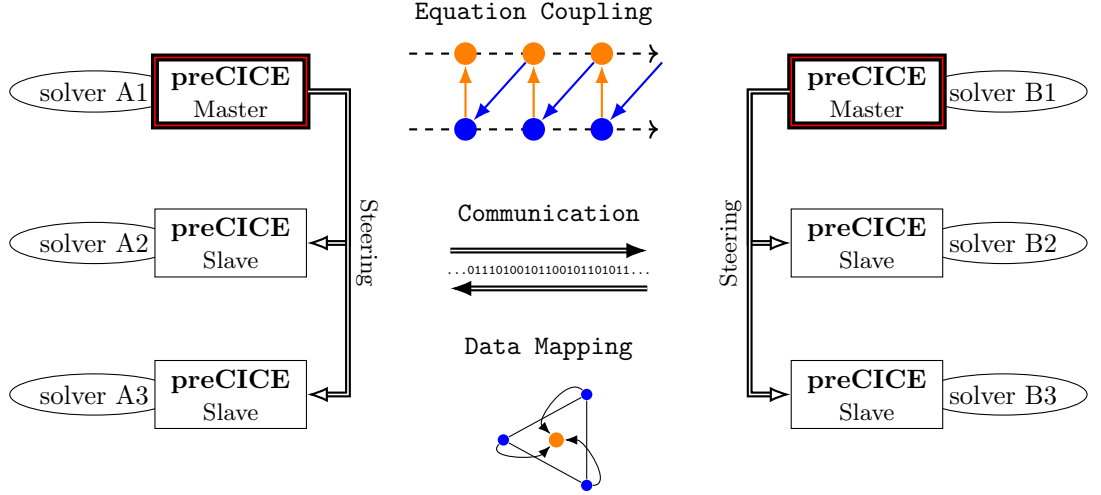 Equation Coupling
solver A1
preCICE
Master
preCICE
Master
solver B1
Steering
Steering
solver A2
preCICE
Slave
Communication
...01110100101100101101011...
preCICE
Slave
solver B2
Data Mapping
solver A3
preCICE
Slave
preCICE
Slave
solver B3